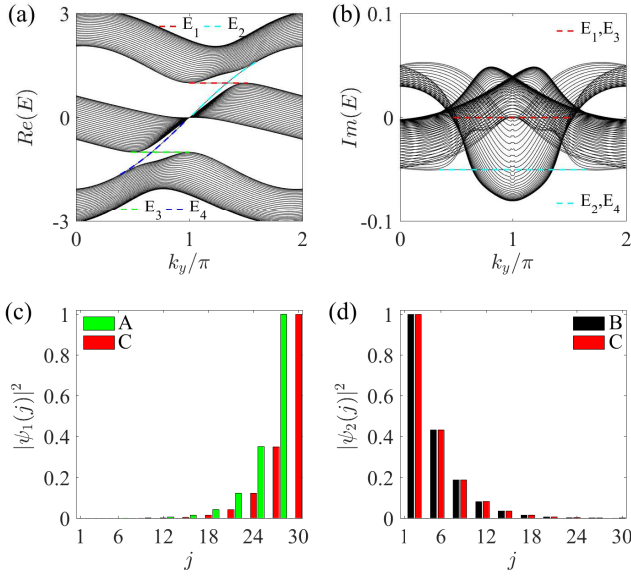 (a)
3
E₁
E₂
Re(E)
0
E₃
E₄
-3
0
1
2
k_y/π
(b)
0.1
E₁,E₃
Im(E)
0
E₂,E₄
-0.1
0
1
2
k_y/π
(c)
1
A
C
0.8
0.6
|ψ₁(j)|²
0.4
0.2
0
1 6 12 18 24 30
j
(d)
1
B
C
0.8
0.6
|ψ₂(j)|²
0.4
0.2
0
1 6 12 18 24 30
j